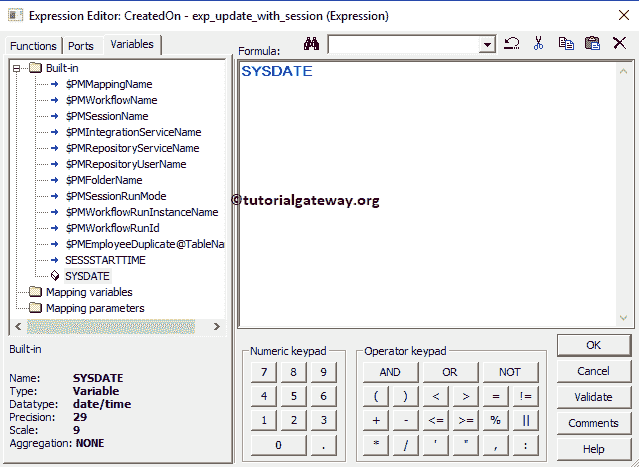 Expression Editor: CreatedOn - exp_update_with_session (Expression)
Functions Ports Variables
Formula:
Built-in
$PMMappingName
$PMWorkflowName
$PMSessionName
$PMIntegrationServiceName
$PMRepositoryServiceName
$PMRepositoryUserName
$PMFolderName
$PMSessionRunMode
$PMWorkflowRunInstanceName
$PMWorkflowRunId
$PMEmployeeDuplicate@TableNa
SESSSTARTTIME
SYSDATE
Mapping variables
Mapping parameters
SYSDATE
©tutorialgateway.org
Built-in
Name: SYSDATE
Type: Variable
Datatype: date/time
Precision: 29
Scale: 9
Aggregation: NONE
Numeric keypad
7 8 9
4 5 6
1 2 3
0 .
Operator keypad
AND OR NOT
( ) < > = !=
+ - <= >= % ||
* / ' " , :
OK
Cancel
Validate
Comments
Help